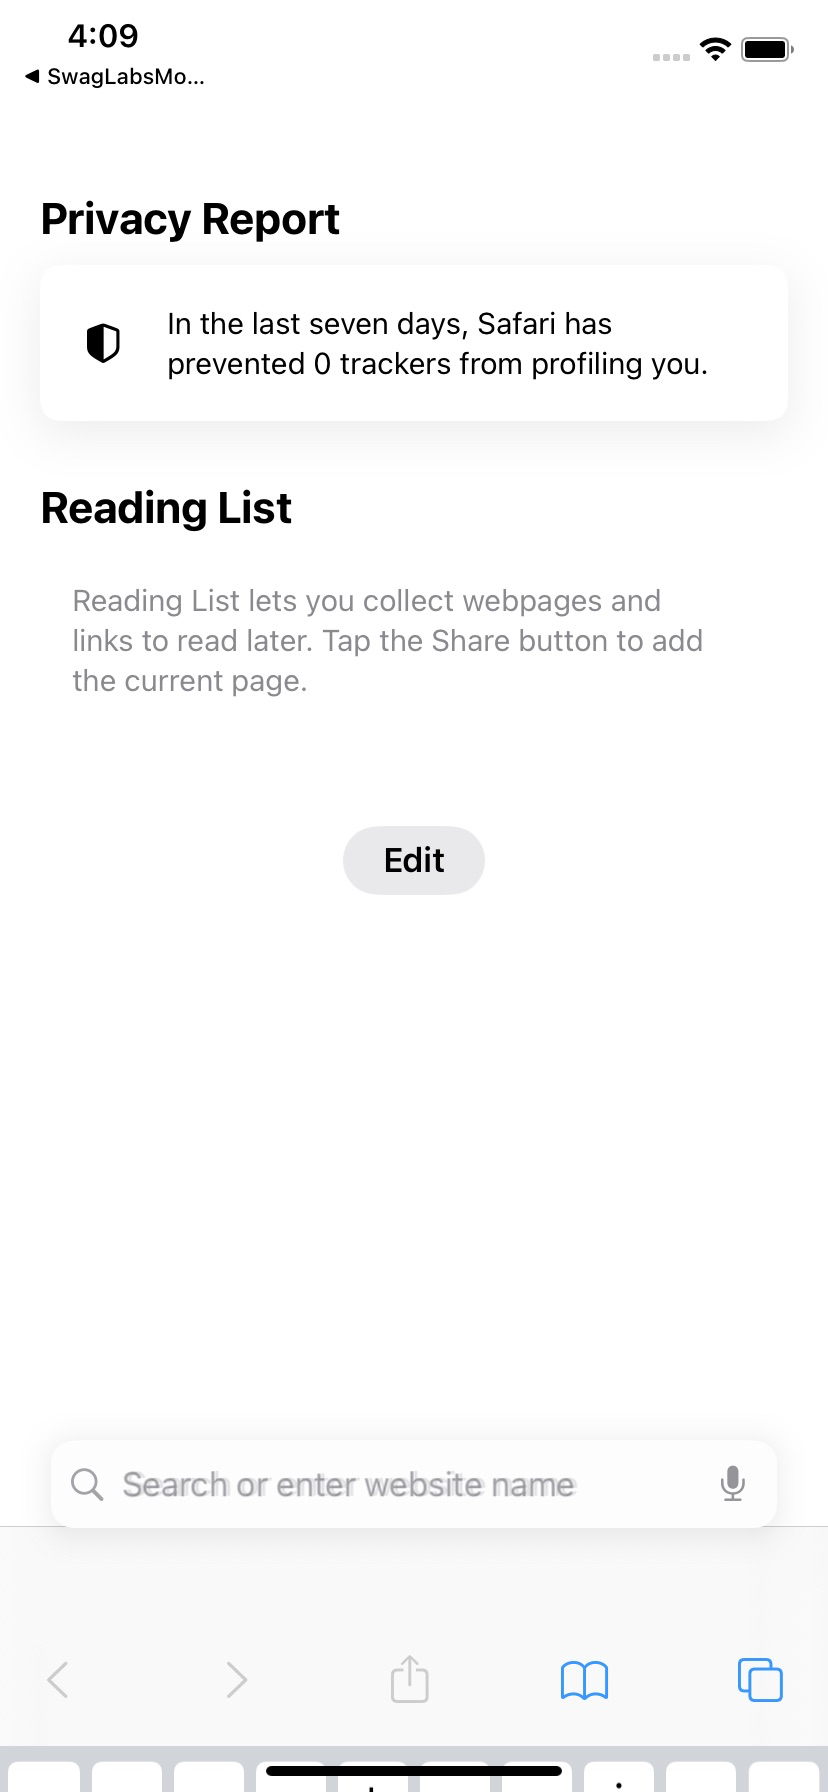 4:09
SwagLabsMo...
Privacy Report
In the last seven days, Safari has
prevented 0 trackers from profiling you.
Reading List
Reading List lets you collect webpages and
links to read later. Tap the Share button to add
the current page.
Edit
Search or enter website name